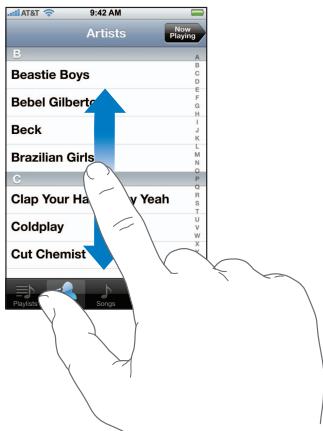 AT&T 9:42 AM
Artists
Now
Playing
B
Beastie Boys
Bebel Gilberto
Beck
Brazilian Girls
C
Clap Your Ha y Yeah
Coldplay
Cut Chemist
A
B
C
D
E
F
G
H
I
J
K
L
M
N
O
P
Q
R
S
T
U
V
W
X
Playlists
Songs